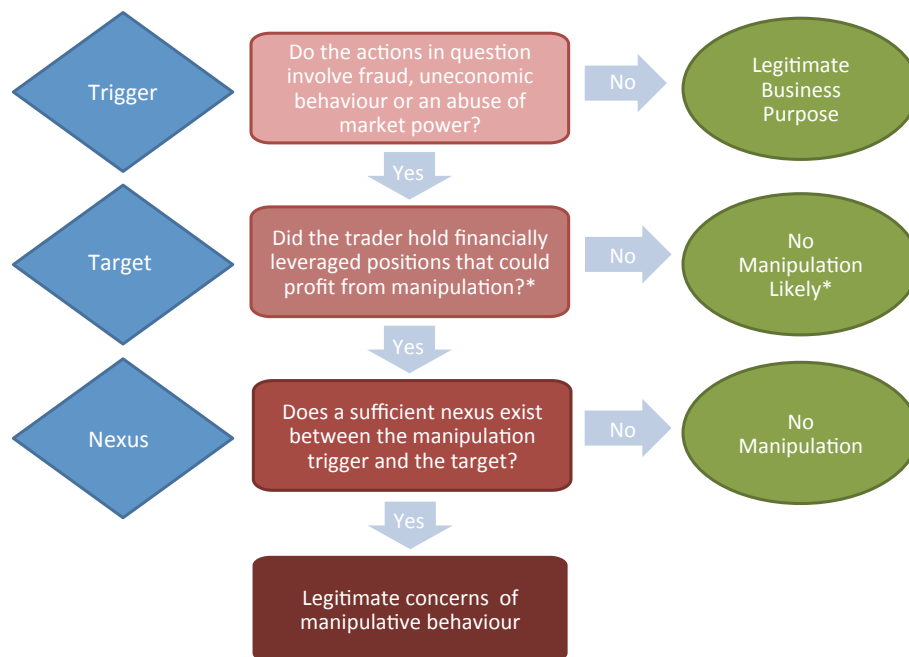 Trigger
Do the actions in question
involve fraud, uneconomic
behaviour or an abuse of
market power?
No
Legitimate
Business
Purpose
Yes
Target
Did the trader hold financially
leveraged positions that could
profit from manipulation?*
No
No
Manipulation
Likely*
Yes
Nexus
Does a sufficient nexus exist
between the manipulation
trigger and the target?
No
No
Manipulation
Yes
Legitimate concerns of
manipulative behaviour